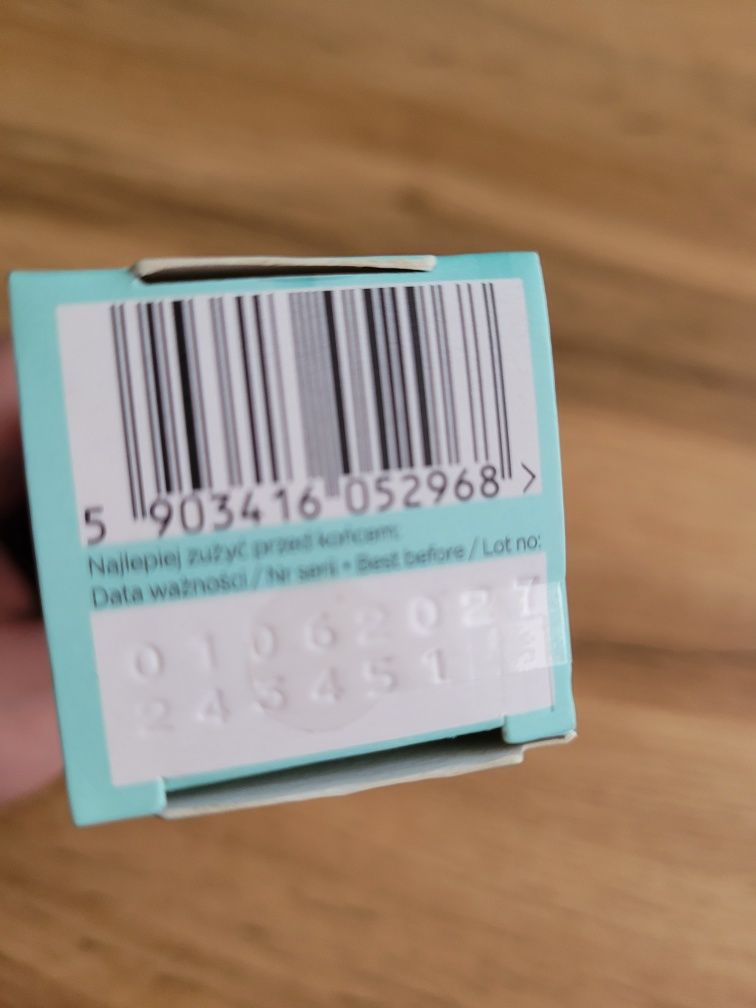 5 903416 052968 >
Najlepiej zużyć przed końcem:
Data ważności / Nr serii • Best before / Lot no:
01062027
245451